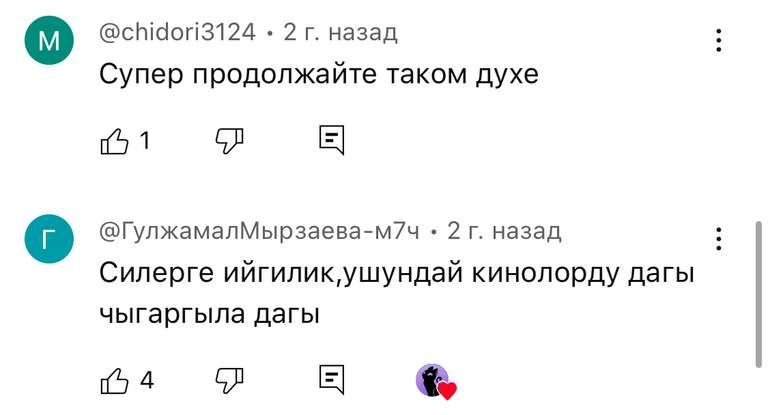 М
@chidori3124 • 2 г. назад
Супер продолжайте таком духе
1
Г
@ГулжамалМырзаева-м7ч • 2 г. назад
Силерге ийгилик,ушундай кинолорду дагы
чыгаргыла дагы
4